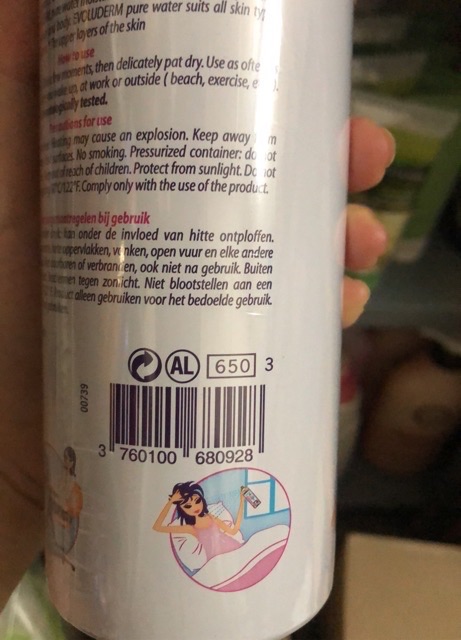 body. EVOLUDERM pure water suits all skin
upper layers of the skin
How to use
moments, then delicately pat dry. Use as
up, at work or outside ( beach, exercise,
tested.
for use
may cause an explosion. Keep away
surfaces. No smoking. Pressurized container: do not
reach of children. Protect from sunlight. Do not
122°F. Comply only with the use of the product.
bij gebruik
kan onder de invloed van hitte ontploffen.
oppervlakken, vonken, open vuur en elke andere
of verbranden, ook niet na gebruik. Buiten
tegen zonlicht. Niet blootstellen aan een
alleen gebruiken voor het bedoelde gebruik.
AL 650 3
00739
3 760100 680928